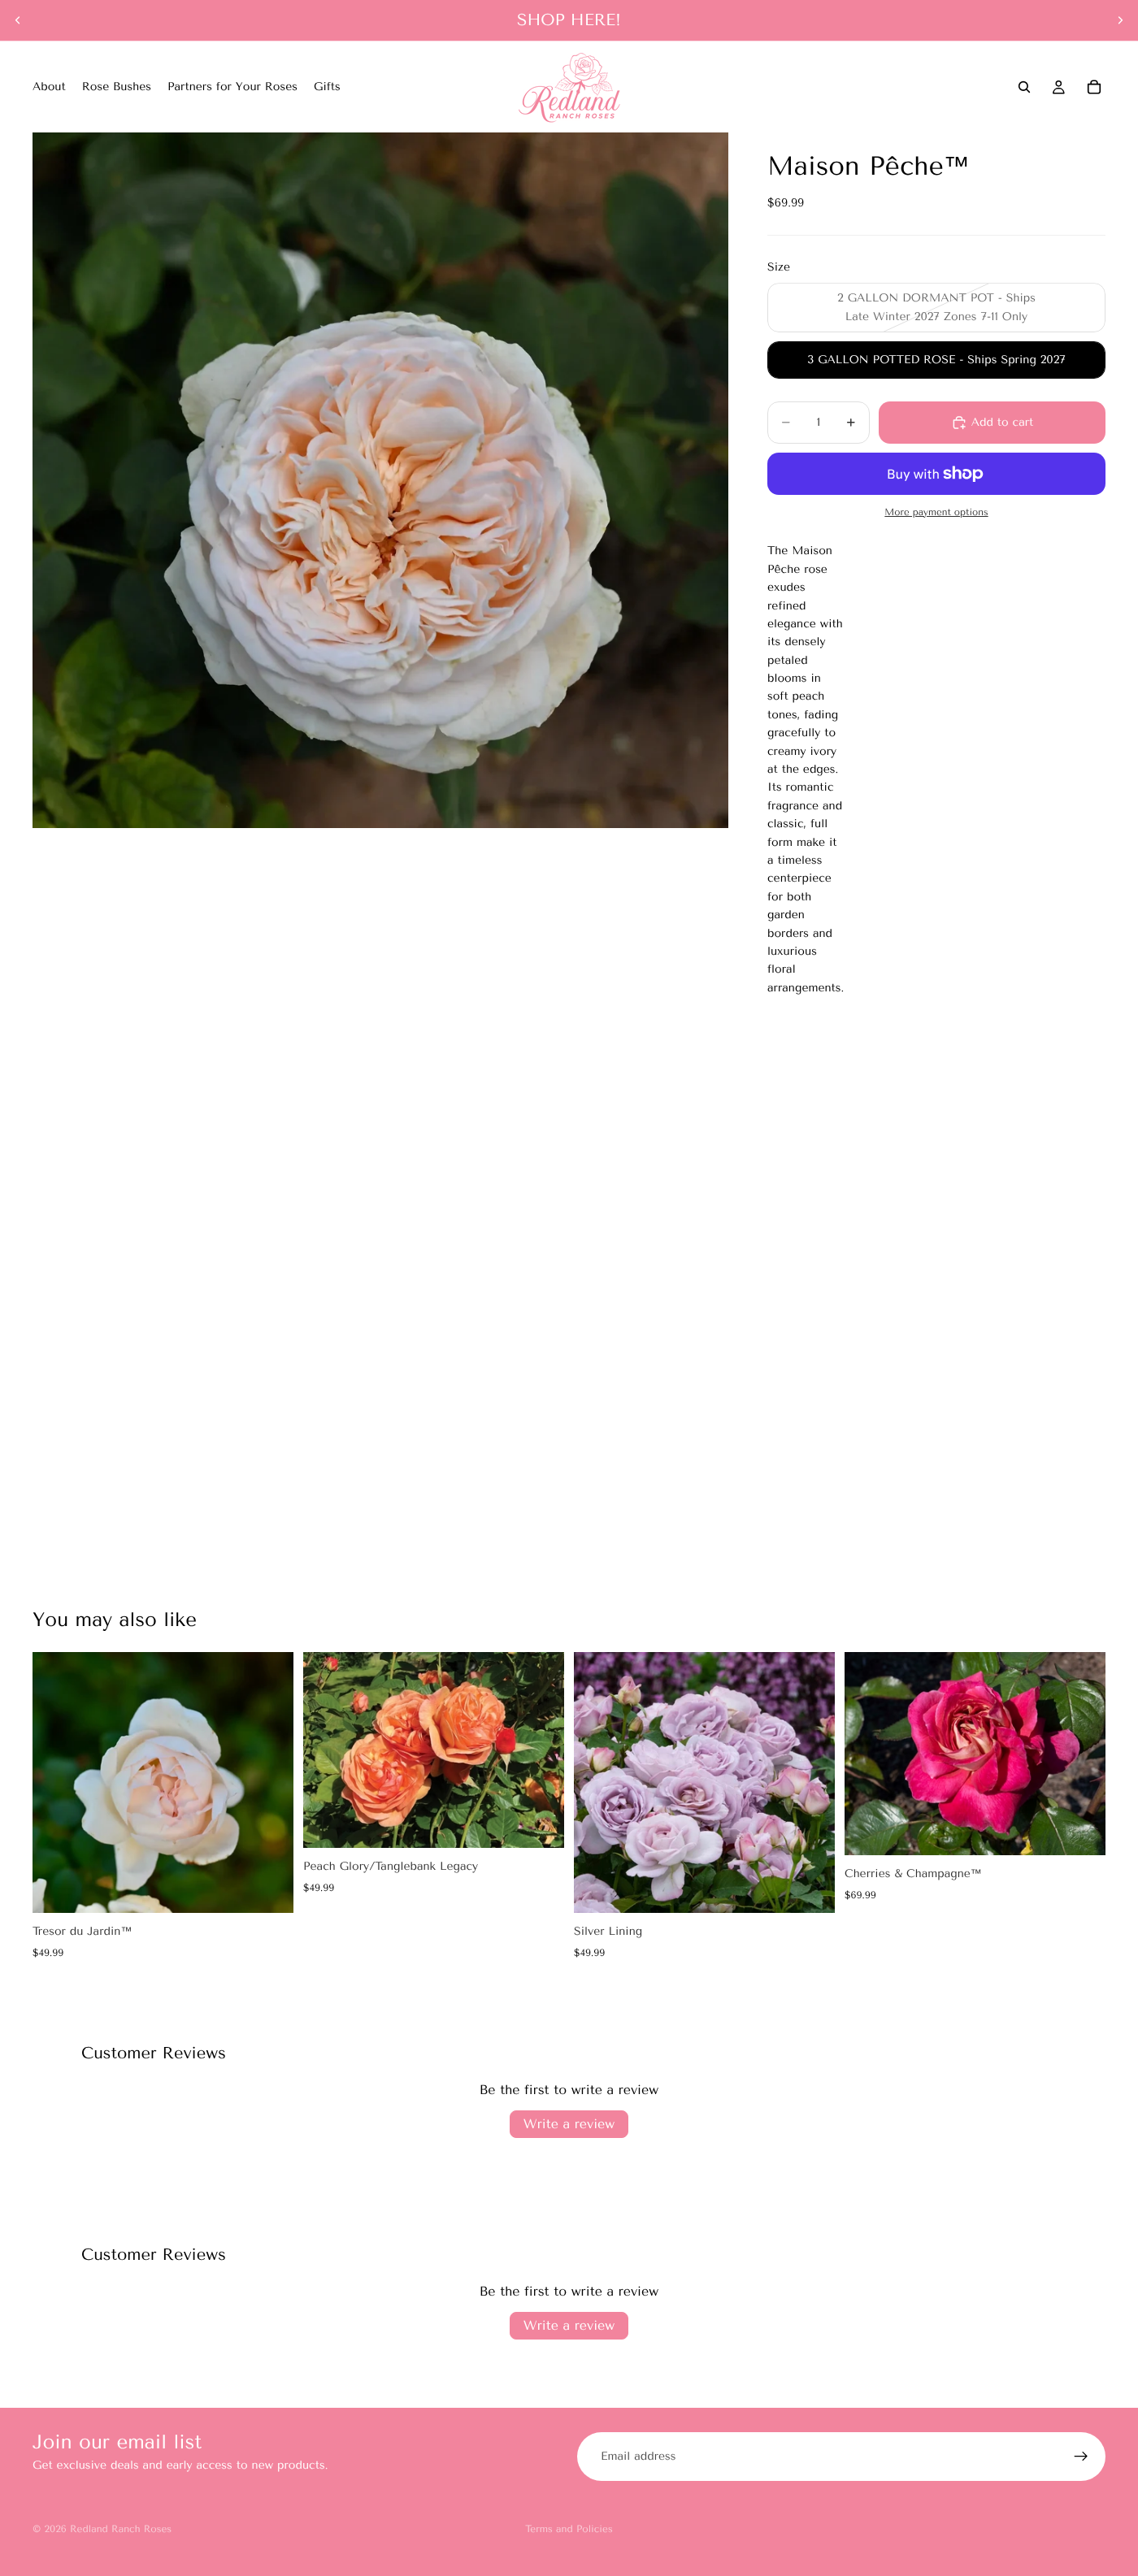 SHOP HERE!
About
Rose Bushes
Partners for Your Roses
Gifts
Redland
RANCH ROSES
Maison Pêche™
$69.99
Size
2 GALLON DORMANT POT - Ships
Late Winter 2027 Zones 7-11 Only
3 GALLON POTTED ROSE - Ships Spring 2027
1
Add to cart
Buy with shop
More payment options
The Maison
Pêche rose
exudes
refined
elegance with
its densely
petaled
blooms in
soft peach
tones, fading
gracefully to
creamy ivory
at the edges.
Its romantic
fragrance and
classic, full
form make it
a timeless
centerpiece
for both
garden
borders and
luxurious
floral
arrangements.
You may also like
Tresor du Jardin™
$49.99
Peach Glory/Tanglebank Legacy
$49.99
Silver Lining
$49.99
Cherries & Champagne™
$69.99
Customer Reviews
Be the first to write a review
Write a review
Customer Reviews
Be the first to write a review
Write a review
Join our email list
Get exclusive deals and early access to new products.
Email address
© 2026 Redland Ranch Roses
Terms and Policies